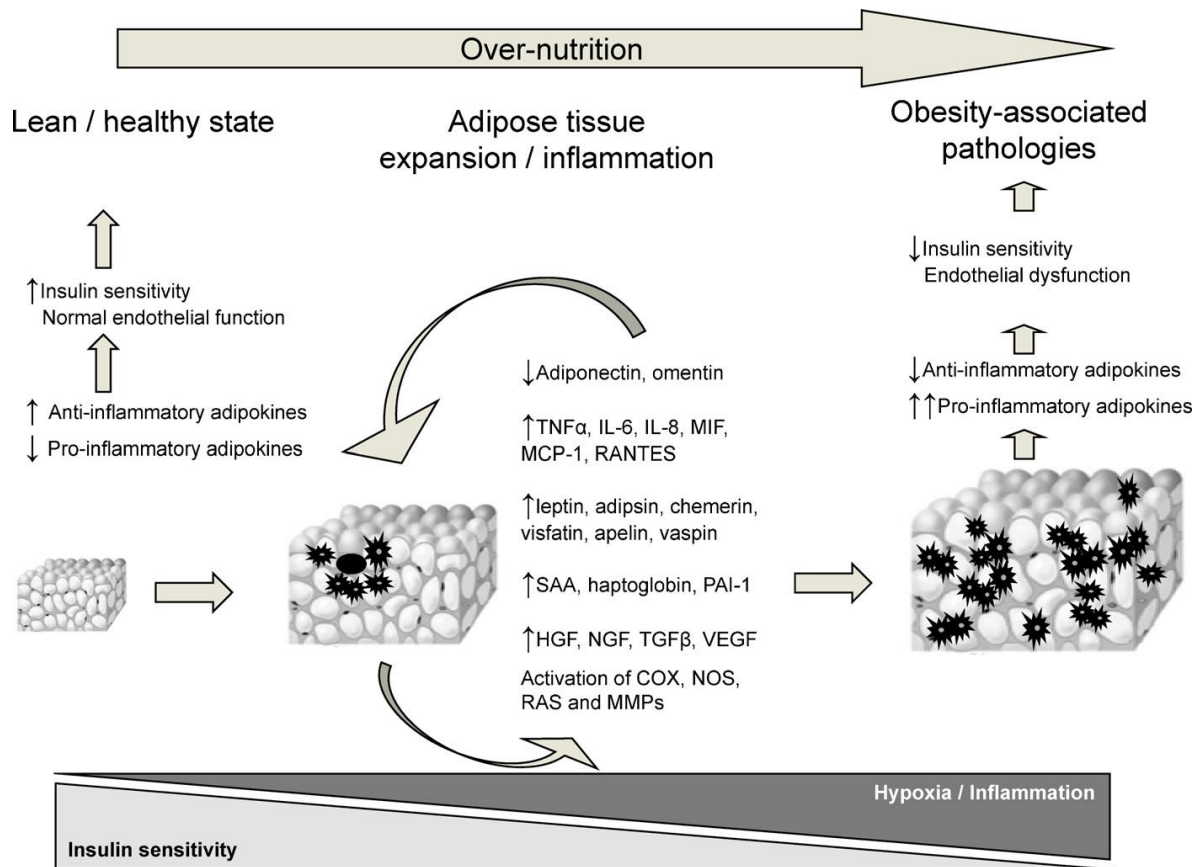 Over-nutrition
Lean / healthy state
Adipose tissue
expansion / inflammation
Obesity-associated
pathologies
↑Insulin sensitivity
Normal endothelial function
↑ Anti-inflammatory adipokines
↓ Pro-inflammatory adipokines
↓Adiponectin, omentin
↑TNFα, IL-6, IL-8, MIF,
MCP-1, RANTES
↑leptin, adipsin, chemerin,
visfatin, apelin, vaspin
↑SAA, haptoglobin, PAI-1
↑HGF, NGF, TGFβ, VEGF
Activation of COX, NOS,
RAS and MMPs
↓Insulin sensitivity
Endothelial dysfunction
↓Anti-inflammatory adipokines
↑↑Pro-inflammatory adipokines
Hypoxia / Inflammation
Insulin sensitivity